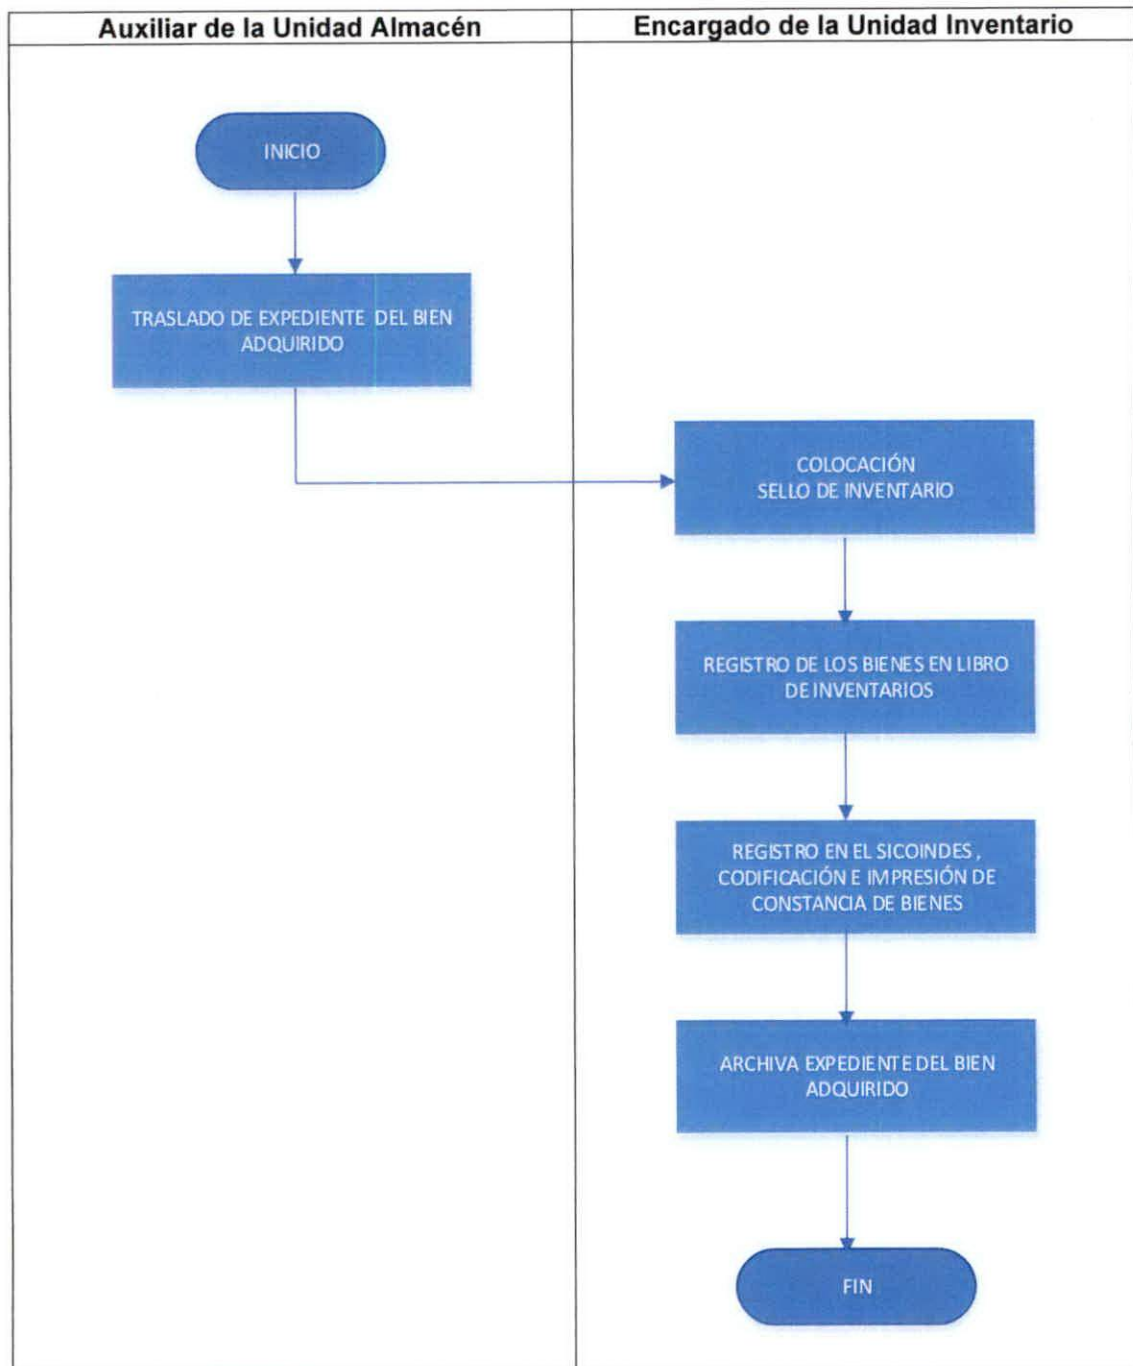 Auxiliar de la Unidad Almacén
Encargado de la Unidad Inventario
INICIO
TRASLADO DE EXPEDIENTE DEL BIEN
ADQUIRIDO
COLOCACIÓN
SELLO DE INVENTARIO
REGISTRO DE LOS BIENES EN LIBRO
DE INVENTARIOS
REGISTRO EN EL SICOINDES ,
CODIFICACIÓN E IMPRESIÓN DE
CONSTANCIA DE BIENES
ARCHIVA EXPEDIENTE DEL BIEN
ADQUIRIDO
FIN